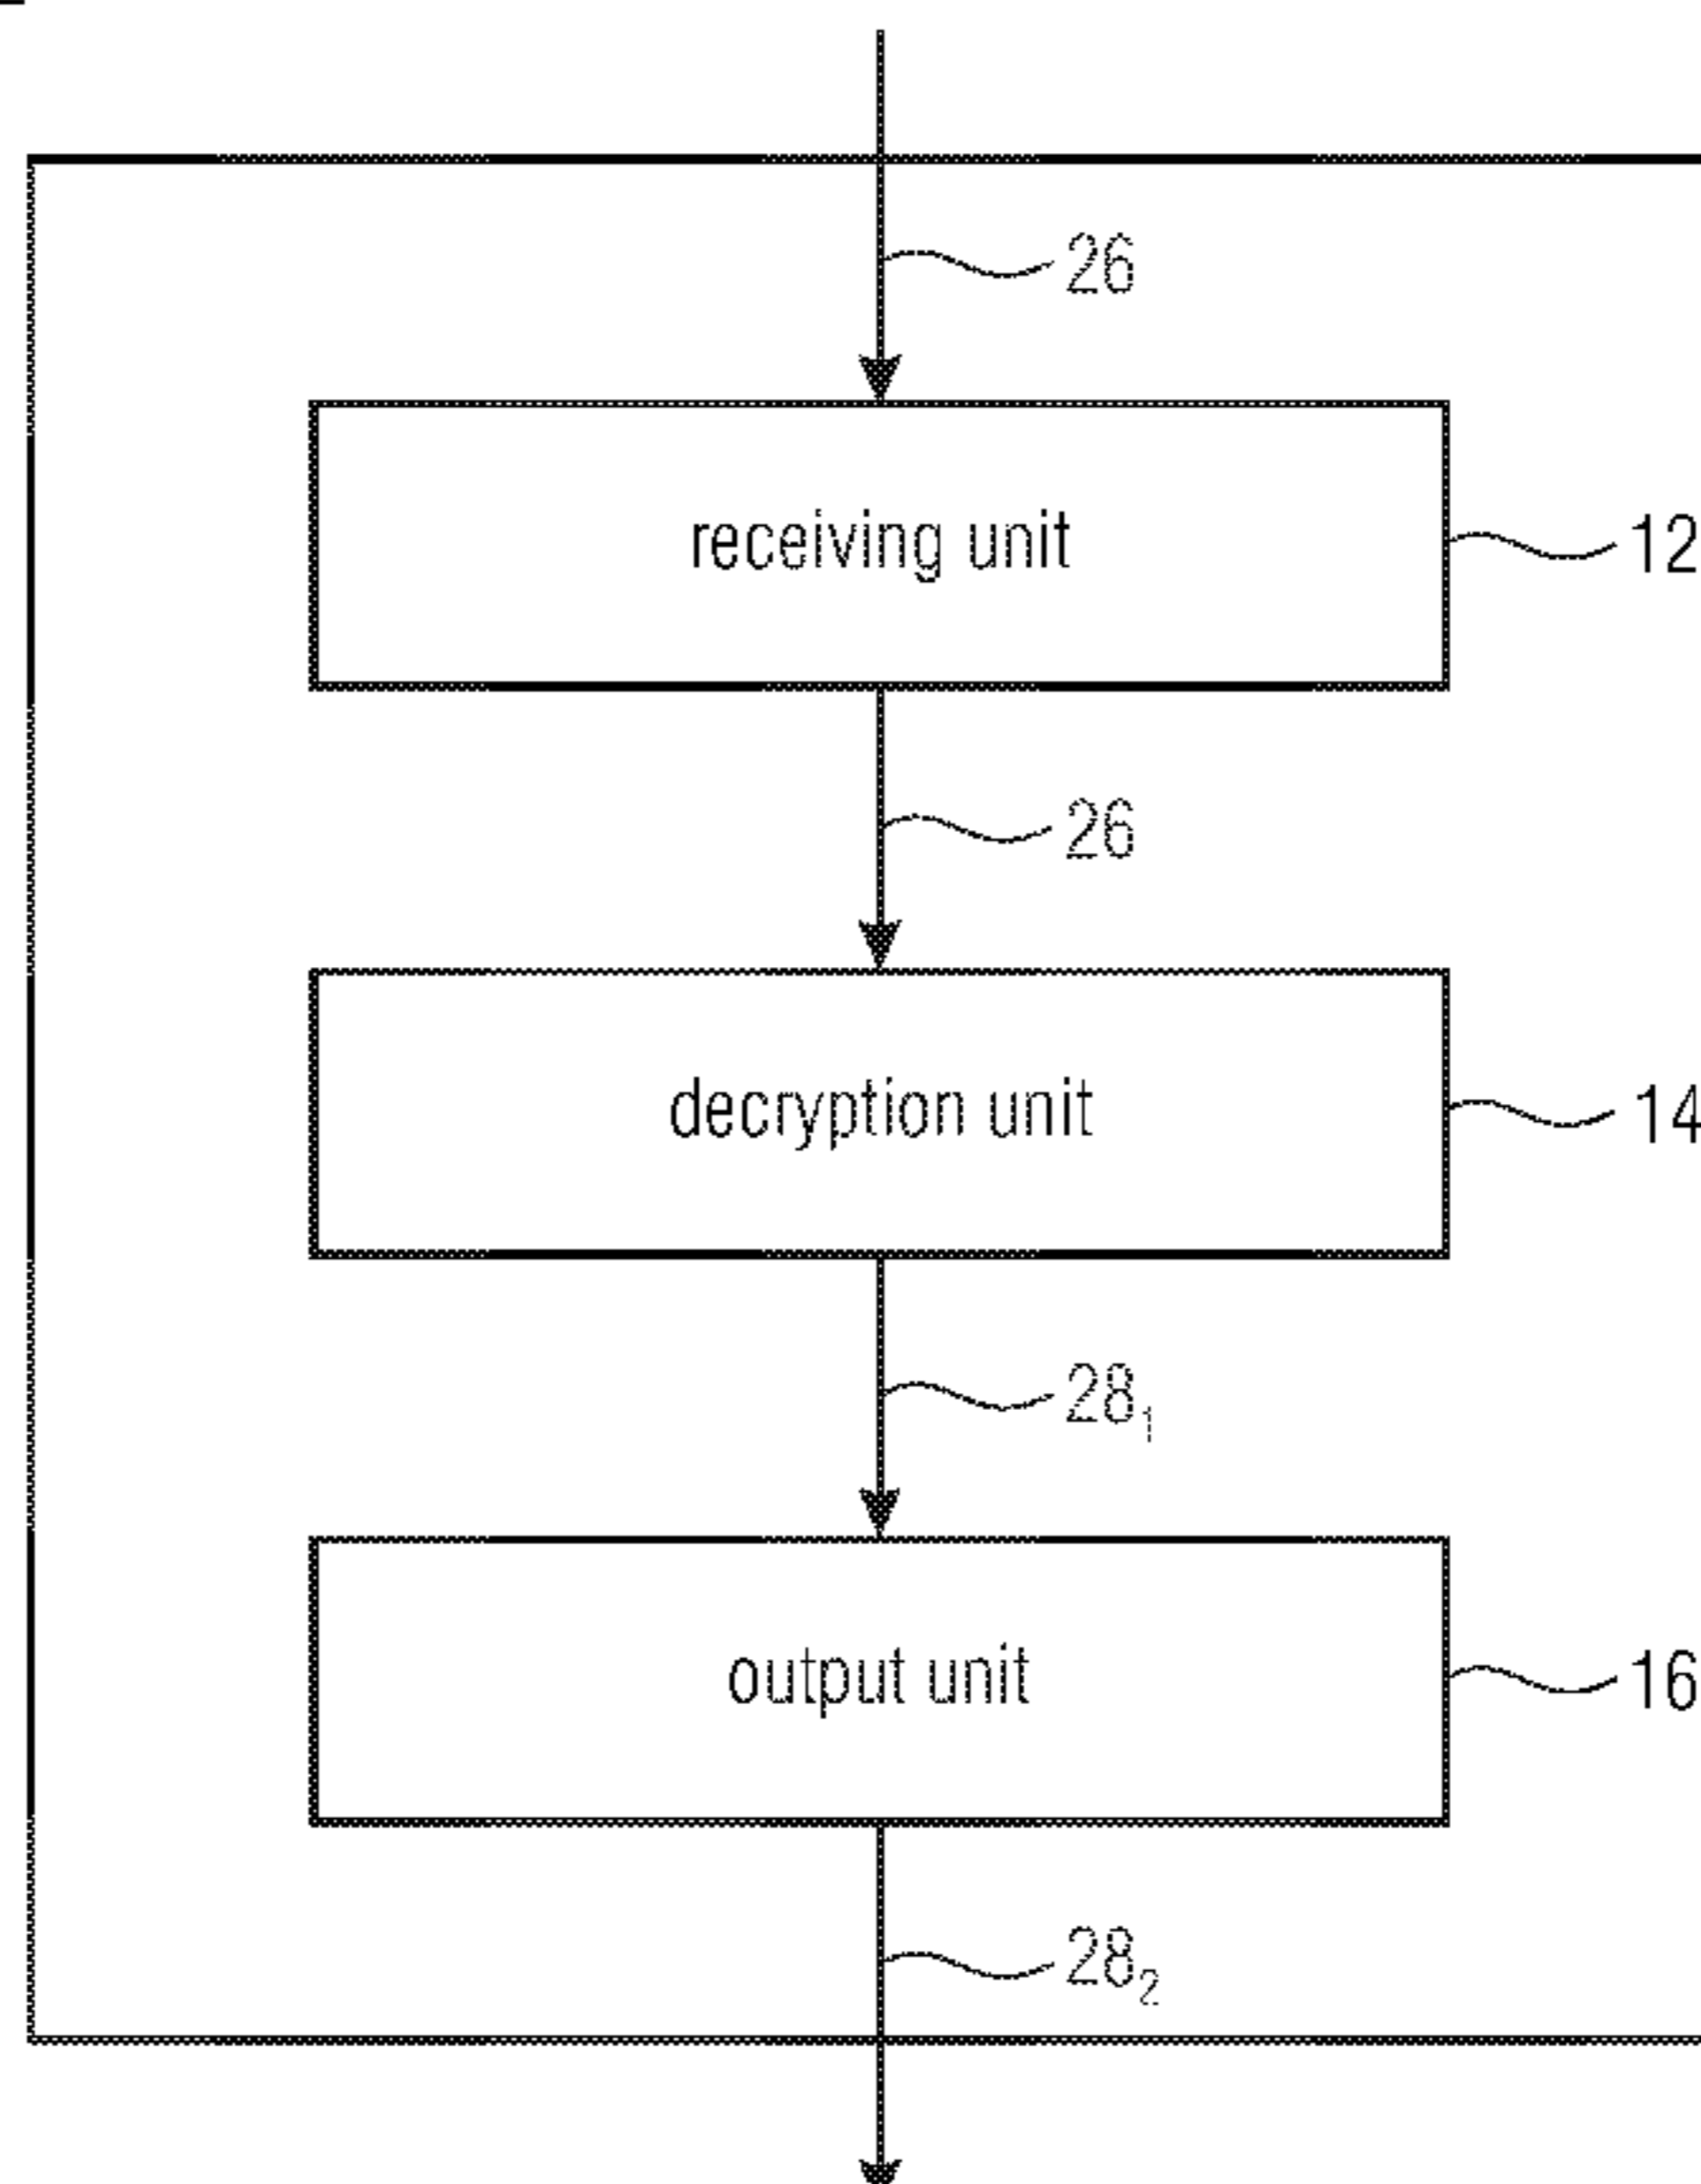 26
receiving unit
12
26
decryption unit
14
28₁
output unit
16
28₂